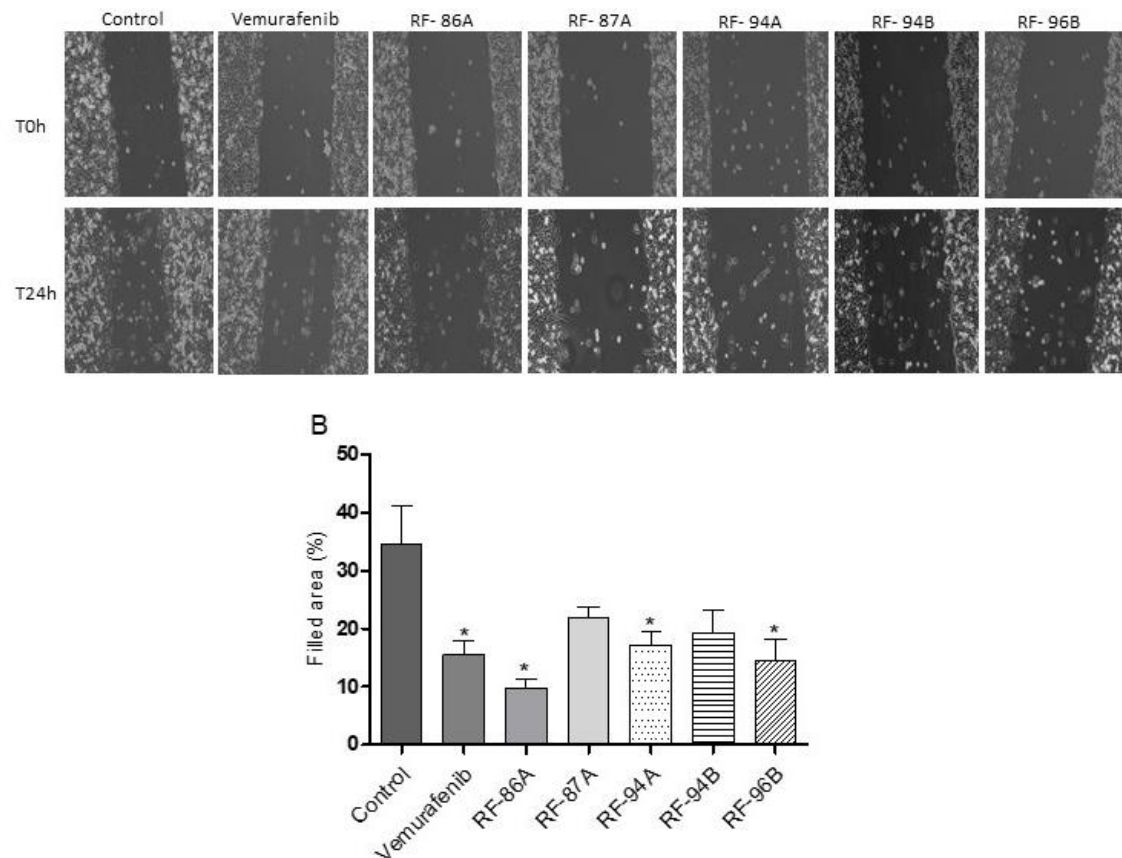 Control Vemurafenib RF- 86A RF- 87A RF- 94A RF- 94B RF- 96B
T0h
T24h
B
50
40
30
20
10
0
Filled area (%)
*
*
*
*
Control Vemurafenib RF-86A RF-87A RF-94A RF-94B RF-96B